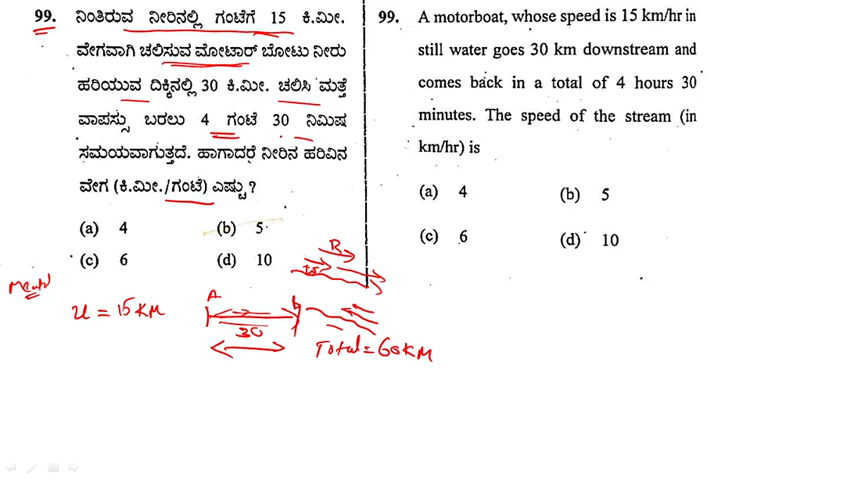 99. ನಿಂತಿರುವ ನೀರಿನಲ್ಲಿ ಗಂಟೆಗೆ 15 ಕಿ.ಮೀ.
ವೇಗವಾಗಿ ಚಲಿಸುವ ಮೋಟಾರ್ ಬೋಟು ನೀರು
ಹರಿಯುವ ದಿಕ್ಕಿನಲ್ಲಿ 30 ಕಿ.ಮೀ. ಚಲಿಸಿ ಮತ್ತೆ
ವಾಪಸ್ಸು ಬರಲು 4 ಗಂಟೆ 30 ನಿಮಿಷ
ಸಮಯವಾಗುತ್ತದೆ. ಹಾಗಾದರೆ ನೀರಿನ ಹರಿವಿನ
ವೇಗ (ಕಿ.ಮೀ./ಗಂಟೆ) ಎಷ್ಟು?
(a) 4 (b) 5
(c) 6 (d) 10
99. A motorboat, whose speed is 15 km/hr in
still water goes 30 km downstream and
comes back in a total of 4 hours 30
minutes. The speed of the stream (in
km/hr) is
(a) 4 (b) 5
(c) 6 (d) 10
B
15
u = 15 KM
A
30
Total = 60 KM